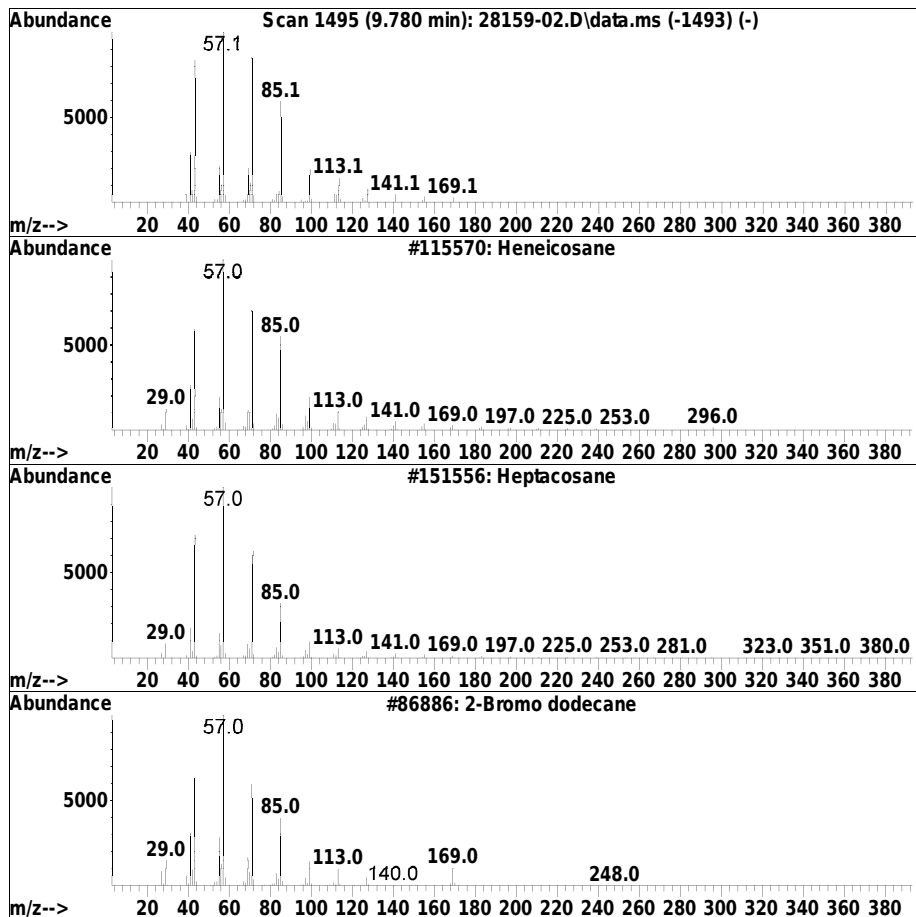 Abundance Scan 1495 (9.780 min): 28159-02.D\data.ms (-1493) (-)
57.1
85.1
5000
113.1
141.1 169.1
m/z--> 20 40 60 80 100 120 140 160 180 200 220 240 260 280 300 320 340 360 380
Abundance #115570: Heneicosane
57.0
85.0
5000
29.0 113.0 141.0 169.0 197.0 225.0 253.0 296.0
m/z--> 20 40 60 80 100 120 140 160 180 200 220 240 260 280 300 320 340 360 380
Abundance #151556: Heptacosane
57.0
5000
85.0
29.0 113.0 141.0 169.0 197.0 225.0 253.0 281.0 323.0 351.0 380.0
m/z--> 20 40 60 80 100 120 140 160 180 200 220 240 260 280 300 320 340 360 380
Abundance #86886: 2-Bromo dodecane
57.0
5000 85.0
29.0 113.0 140.0 169.0 248.0
m/z--> 20 40 60 80 100 120 140 160 180 200 220 240 260 280 300 320 340 360 380